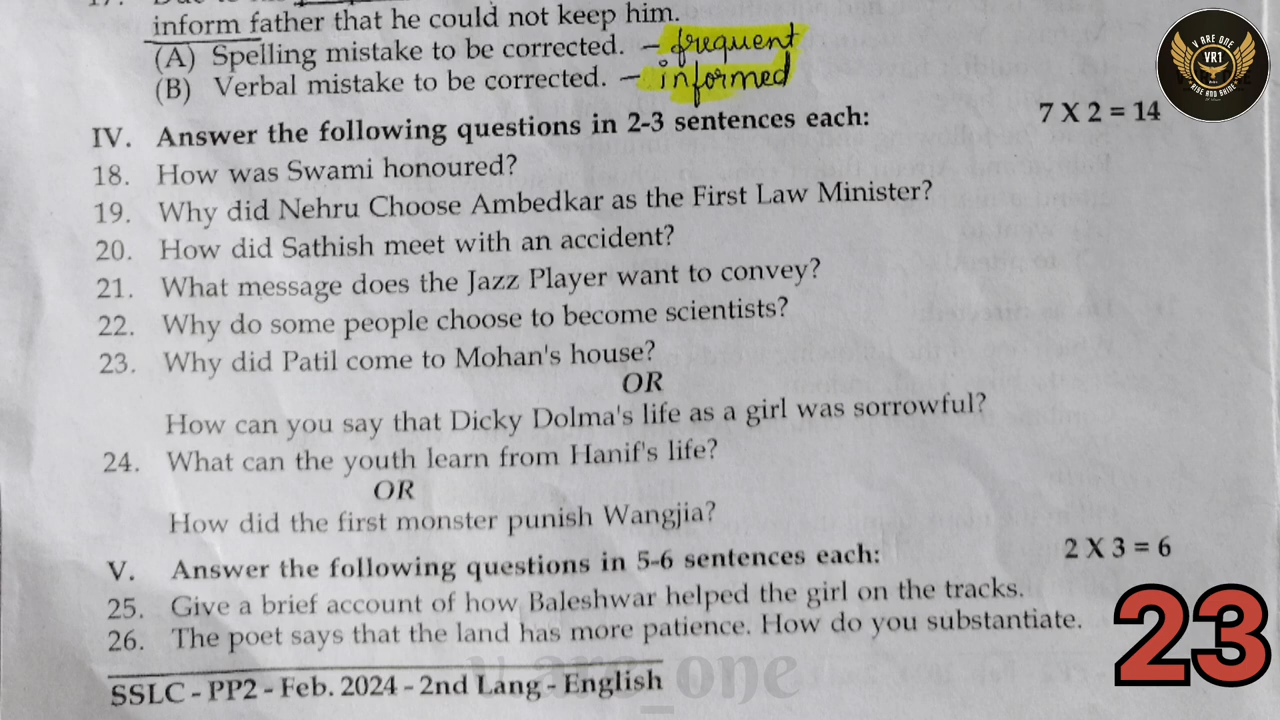 inform father that he could not keep him.
(A) Spelling mistake to be corrected. – frequent
(B) Verbal mistake to be corrected. – informed
IV. Answer the following questions in 2-3 sentences each: 7 X 2 = 14
18. How was Swami honoured?
19. Why did Nehru Choose Ambedkar as the First Law Minister?
20. How did Sathish meet with an accident?
21. What message does the Jazz Player want to convey?
22. Why do some people choose to become scientists?
23. Why did Patil come to Mohan's house?
OR
How can you say that Dicky Dolma's life as a girl was sorrowful?
24. What can the youth learn from Hanif's life?
OR
How did the first monster punish Wangjia?
V. Answer the following questions in 5-6 sentences each: 2 X 3 = 6
25. Give a brief account of how Baleshwar helped the girl on the tracks.
26. The poet says that the land has more patience. How do you substantiate.
SSLC - PP2 - Feb. 2024 - 2nd Lang - English
v_are_one
23
V ARE ONE
VR1
RISE AND SHINE